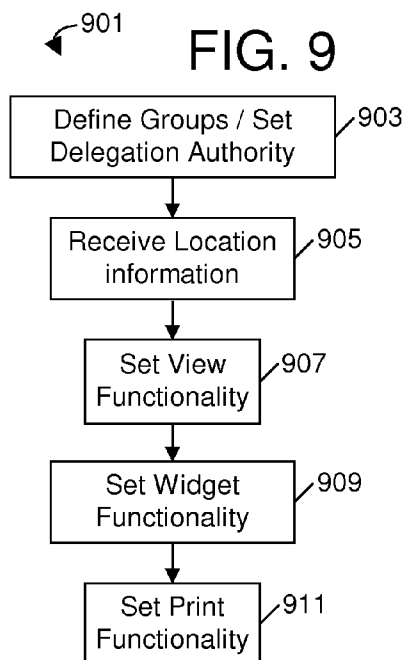 901
FIG. 9
Define Groups / Set
Delegation Authority
903
Receive Location
information
905
Set View
Functionality
907
Set Widget
Functionality
909
Set Print
Functionality
911